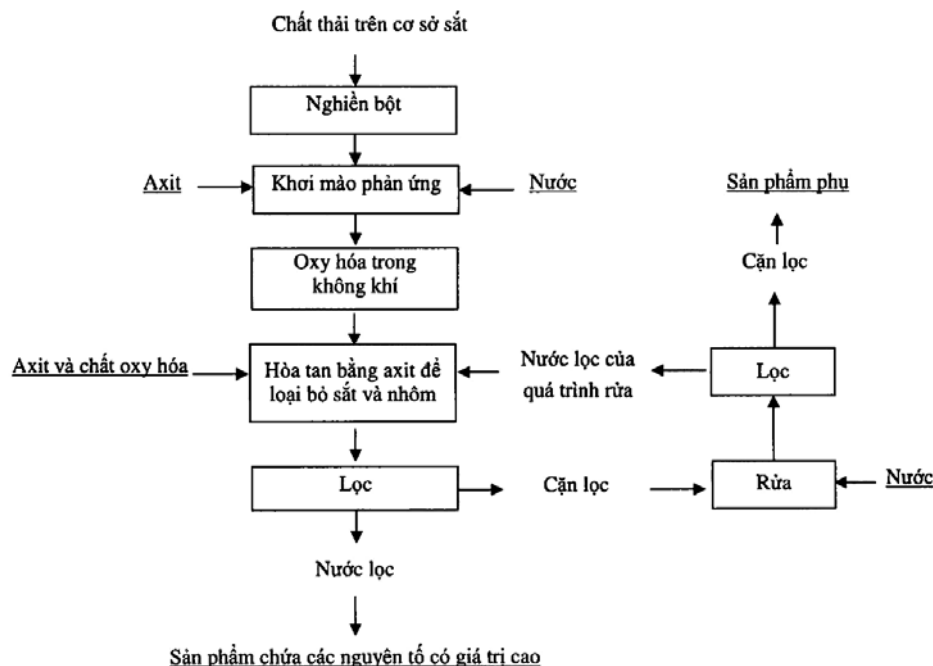 Chất thải trên cơ sở sắt
Nghiền bột
Axit
Khơi mào phản ứng
Nước
Sản phẩm phụ
Oxy hóa trong
không khí
Cặn lọc
Axit và chất oxy hóa
Hòa tan bằng axit để
loại bỏ sắt và nhôm
Nước lọc của
quá trình rửa
Lọc
Lọc
Cặn lọc
Rửa
Nước
Nước lọc
Sản phẩm chứa các nguyên tố có giá trị cao